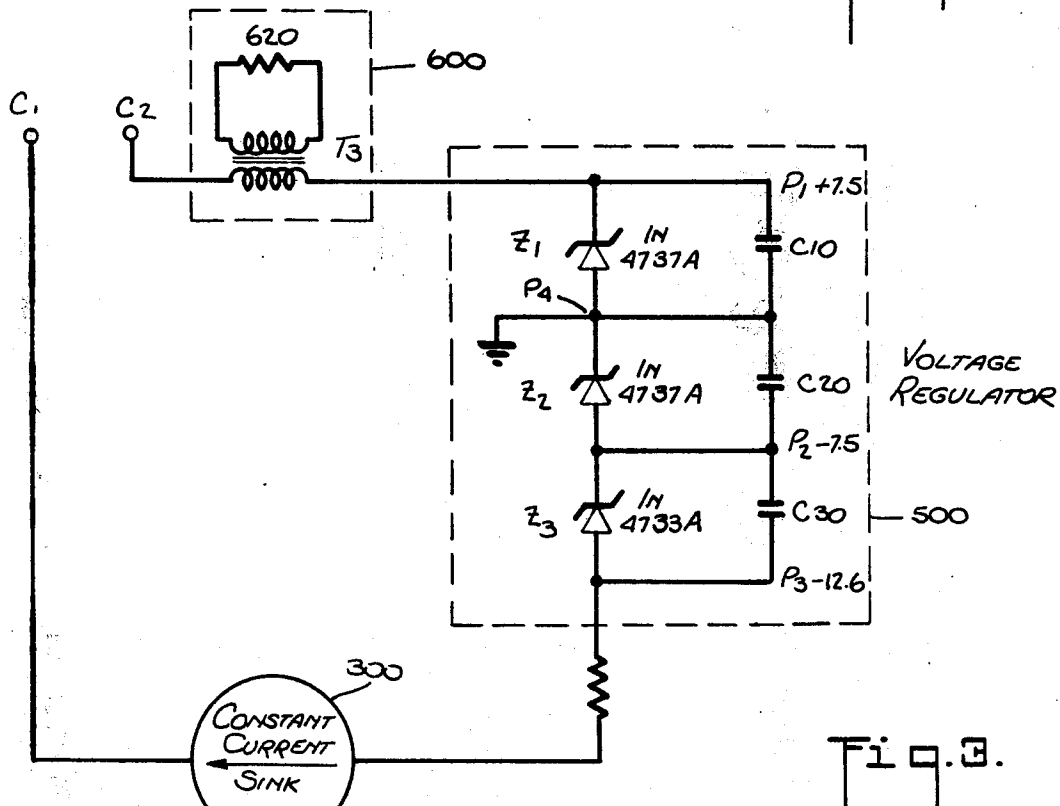 620
600
C1
C2
T3
P1 +7.5
Z1
IN
4737A
C10
P4
VOLTAGE
REGULATOR
Z2
IN
4737A
C20
P2 -7.5
Z3
IN
4733A
C30
500
P3 -12.6
300
CONSTANT
CURRENT
SINK
Fig.3.